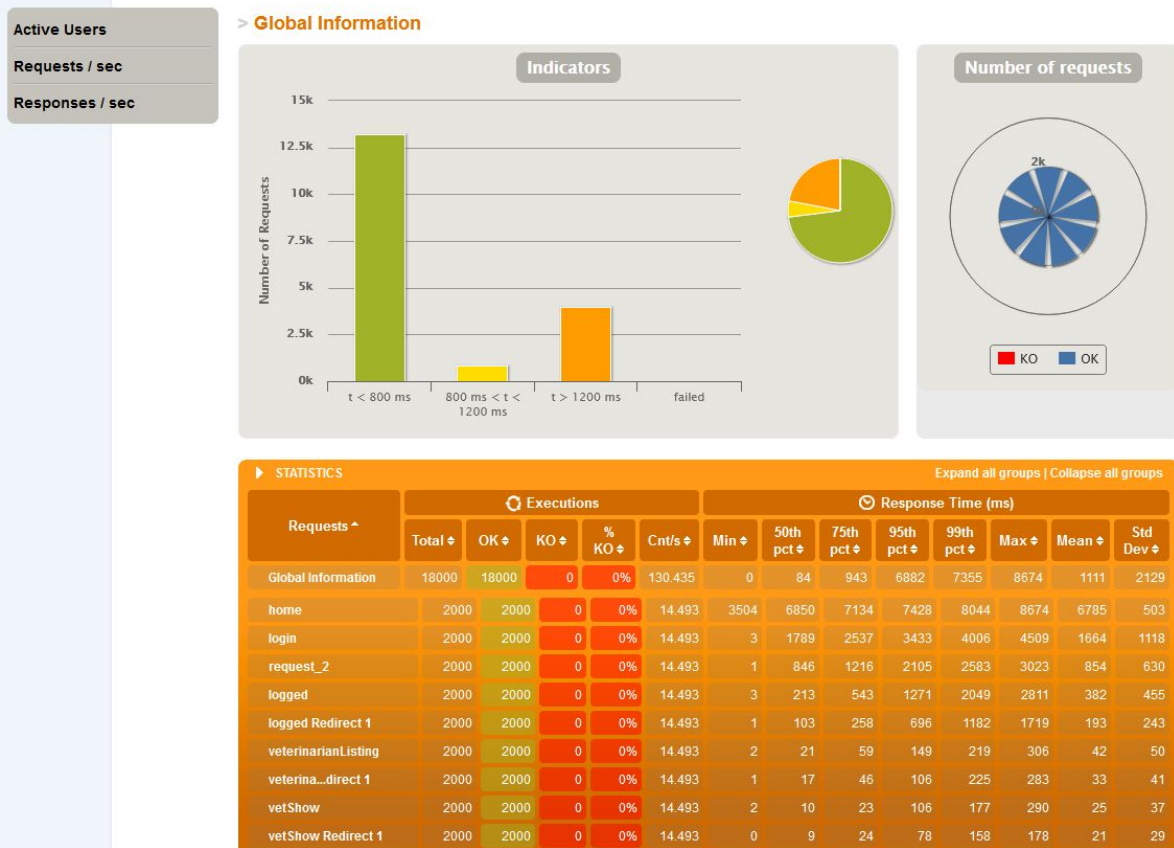 Active Users
Requests / sec
Responses / sec
> Global Information
Indicators
Number of Requests
15k
12.5k
10k
7.5k
5k
2.5k
0k
t < 800 ms
800 ms < t <
1200 ms
t > 1200 ms
failed
Number of requests
2k
KO OK
STATISTICS Expand all groups | Collapse all groups
Requests Executions Response Time (ms)
Total OK KO % KO Cnt/s Min 50th pct 75th pct 95th pct 99th pct Max Mean Std Dev
Global Information 18000 18000 0 0% 130.435 0 84 943 6882 7355 8674 1111 2129
home 2000 2000 0 0% 14.493 3504 6850 7134 7428 8044 8674 6785 503
login 2000 2000 0 0% 14.493 3 1789 2537 3433 4006 4509 1664 1118
request_2 2000 2000 0 0% 14.493 1 846 1216 2105 2583 3023 854 630
logged 2000 2000 0 0% 14.493 3 213 543 1271 2049 2811 382 455
logged Redirect 1 2000 2000 0 0% 14.493 1 103 258 696 1182 1719 193 243
veterinarianListing 2000 2000 0 0% 14.493 2 21 59 149 219 306 42 50
veterina...direct 1 2000 2000 0 0% 14.493 1 17 46 106 225 283 33 41
vetShow 2000 2000 0 0% 14.493 2 10 23 106 177 290 25 37
vetShow Redirect 1 2000 2000 0 0% 14.493 0 9 24 78 158 178 21 29